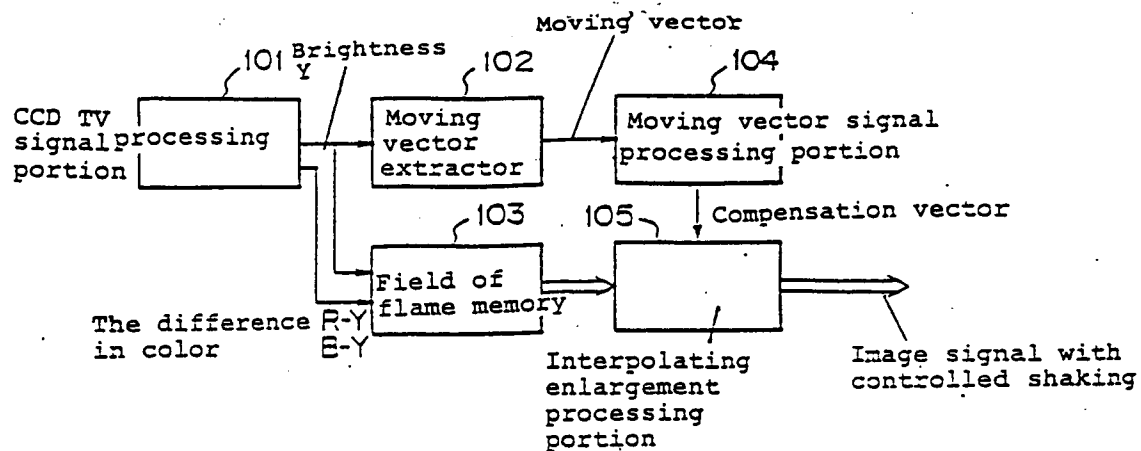 Moving vector
101
Brightness
Y
102
104
CCD TV
signal processing
portion
Moving
vector
extractor
Moving vector signal
processing portion
Compensation vector
103
105
Field of
flame memory
The difference R-Y
in color B-Y
Interpolating
enlargement
processing
portion
Image signal with
controlled shaking